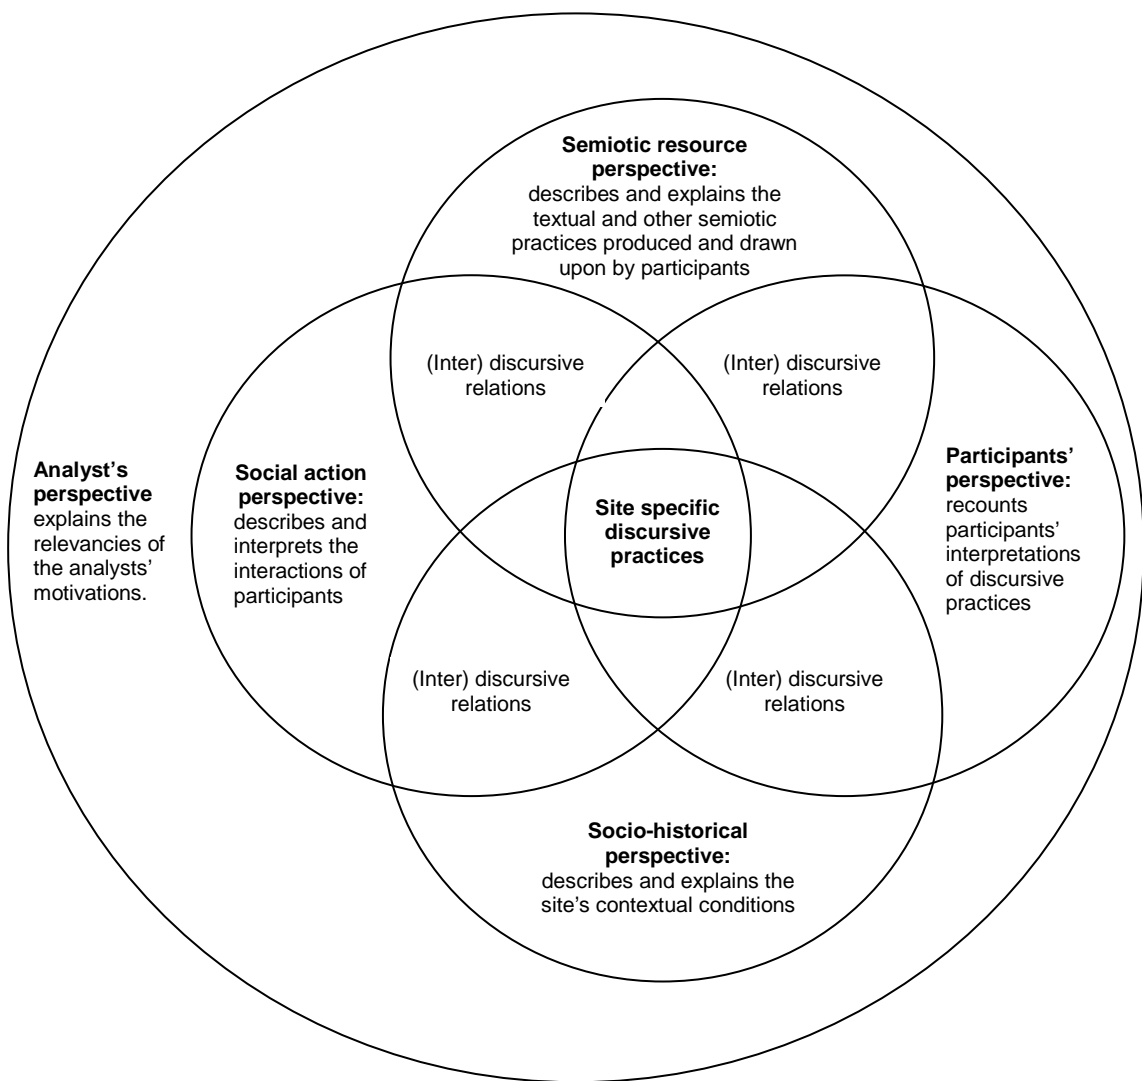 Semiotic resource
perspective:
describes and explains the
textual and other semiotic
practices produced and drawn
upon by participants
(Inter) discursive
relations
(Inter) discursive
relations
Analyst’s
perspective
explains the
relevancies of
the analysts’
motivations.
Social action
perspective:
describes and
interprets the
interactions of
participants
Site specific
discursive
practices
Participants’
perspective:
recounts
participants’
interpretations
of discursive
practices
(Inter) discursive
relations
(Inter) discursive
relations
Socio-historical
perspective:
describes and explains the
site’s contextual conditions